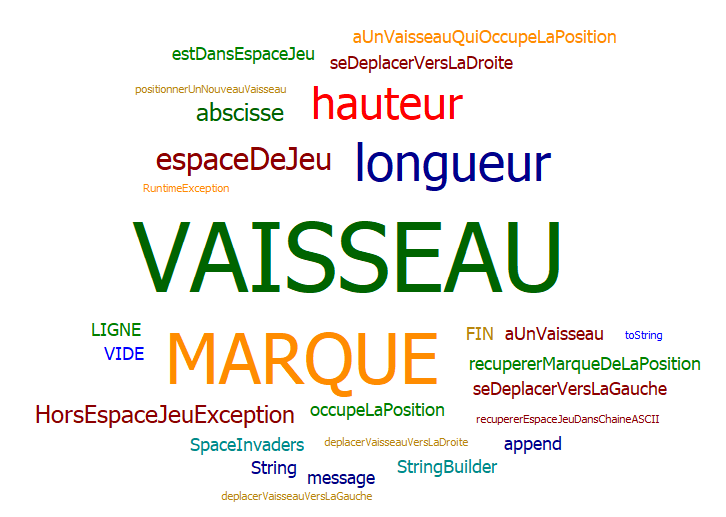 aUnVaisseauQuiOccupeLaPosition
estDansEspaceJeu
seDeplacerVersLaDroite
positionnerUnNouveauVaisseau
abscisse
hauteur
espaceDeJeu
longueur
RuntimeException
VAISSEAU
LIGNE
MARQUE
FIN
aUnVaisseau
toString
VIDE
recupererMarqueDeLaPosition
seDeplacerVersLaGauche
HorsEspaceJeuException
occupeLaPosition
recupererEspaceJeuDansChaineASCII
SpaceInvaders
deplacerVaisseauVersLaDroite
append
String
message
StringBuilder
deplacerVaisseauVersLaGauche